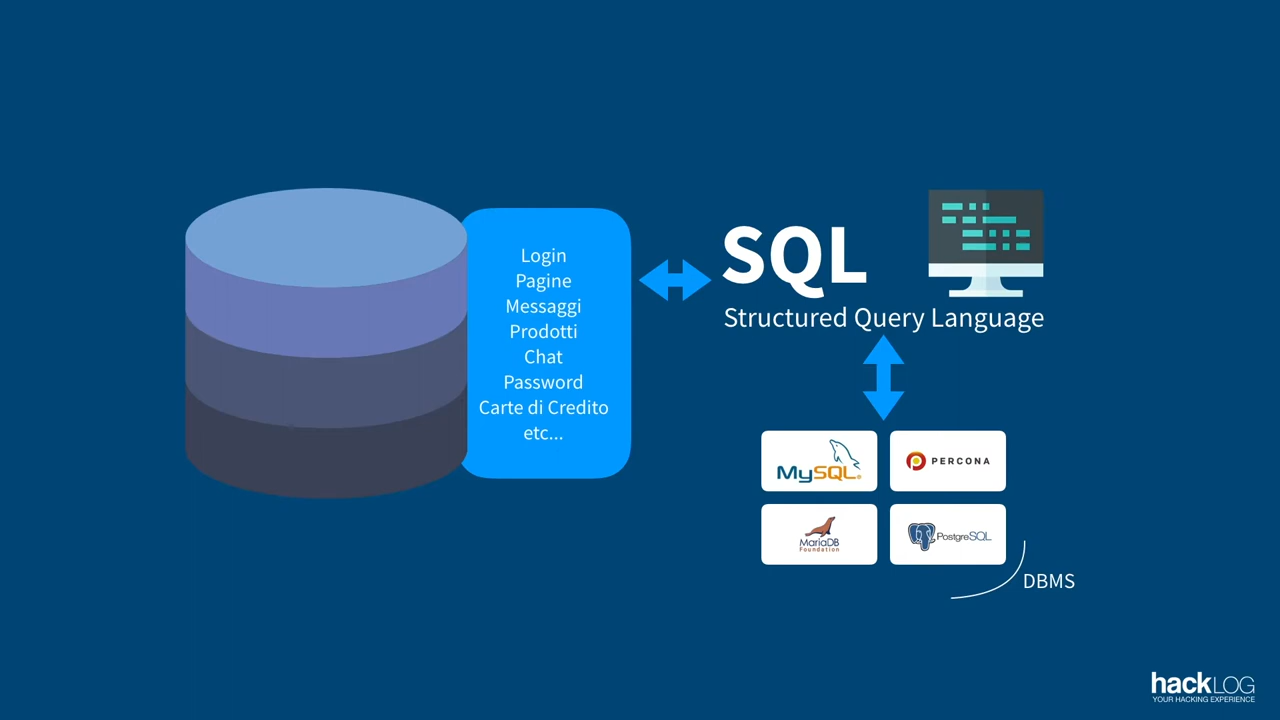 Login
Pagine
Messaggi
Prodotti
Chat
Password
Carte di Credito
etc...
SQL
Structured Query Language
MySQL®
PERCONA
MariaDB
Foundation
PostgreSQL
DBMS
hackLOG
YOUR HACKING EXPERIENCE